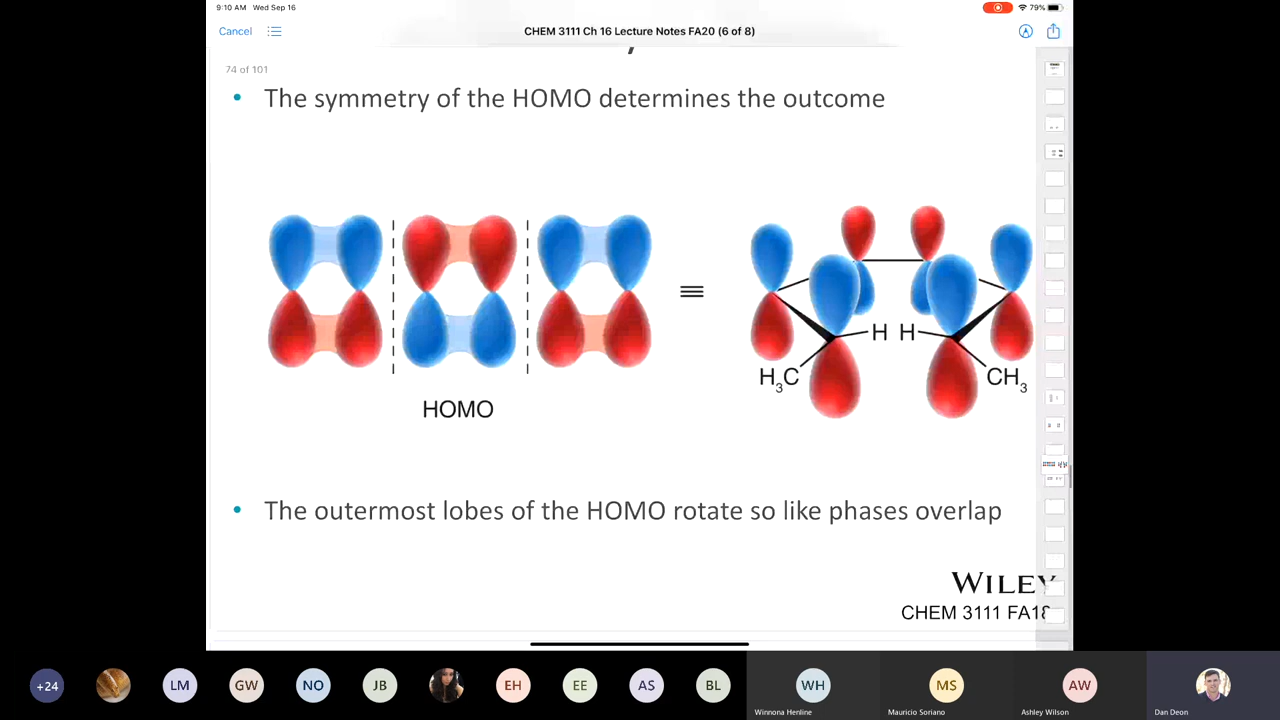 9:10 AM Wed Sep 16
79%
Cancel
CHEM 3111 Ch 16 Lecture Notes FA20 (6 of 8)
74 of 101
• The symmetry of the HOMO determines the outcome
H H
H3C
CH3
HOMO
• The outermost lobes of the HOMO rotate so like phases overlap
WILEY
CHEM 3111 FA18
+24
LM
GW
NO
JB
EH
EE
AS
BL
WH
MS
AW
Winnona Henline
Mauricio Soriano
Ashley Wilson
Dan Deon